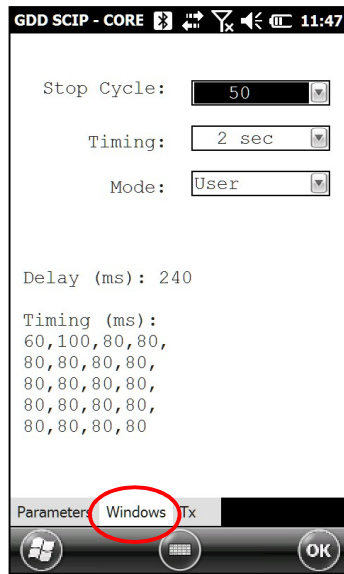 GDD SCIP - CORE 11:47
Stop Cycle: 50
Timing: 2 sec
Mode: User
Delay (ms): 240
Timing (ms):
60,100,80,80,
80,80,80,80,
80,80,80,80,
80,80,80,80,
80,80,80,80
Parameters Windows Tx
OK